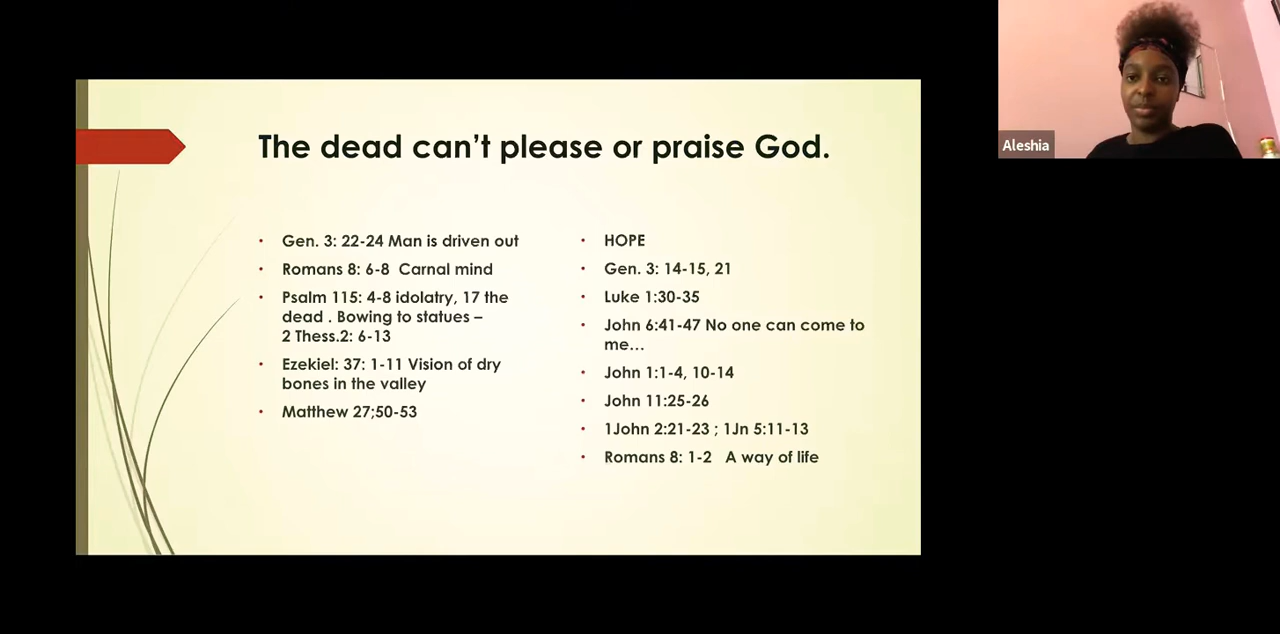 The dead can't please or praise God.
Gen. 3: 22-24 Man is driven out
Romans 8: 6-8 Carnal mind
Psalm 115: 4-8 idolatry, 17 the
dead . Bowing to statues –
2 Thess.2: 6-13
Ezekiel: 37: 1-11 Vision of dry
bones in the valley
Matthew 27;50-53
HOPE
Gen. 3: 14-15, 21
Luke 1:30-35
John 6:41-47 No one can come to
me...
John 1:1-4, 10-14
John 11:25-26
1John 2:21-23 ; 1Jn 5:11-13
Romans 8: 1-2 A way of life
Aleshia